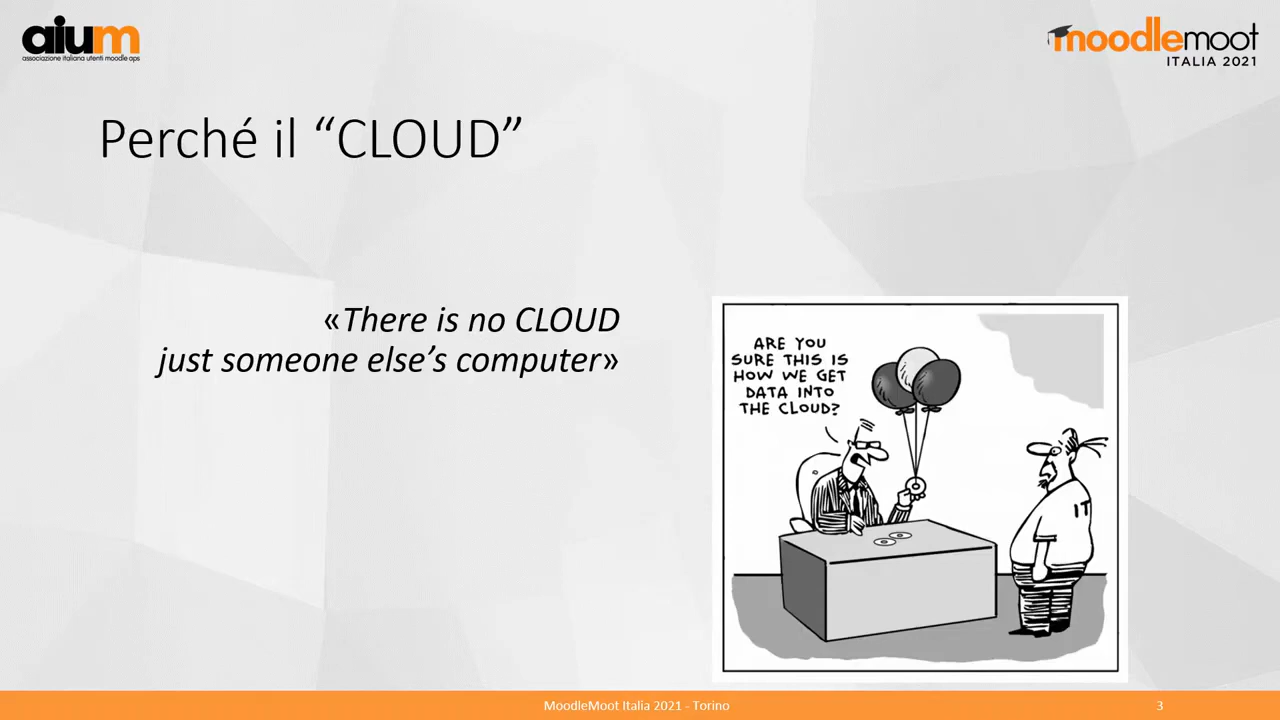 aium
associazione italiana utenti moodle aps
moodlemoot
ITALIA 2021
Perché il “CLOUD”
«There is no CLOUD
just someone else’s computer»
ARE YOU
SURE THIS IS
HOW WE GET
DATA INTO
THE CLOUD?
IT
MoodleMoot Italia 2021 - Torino
3